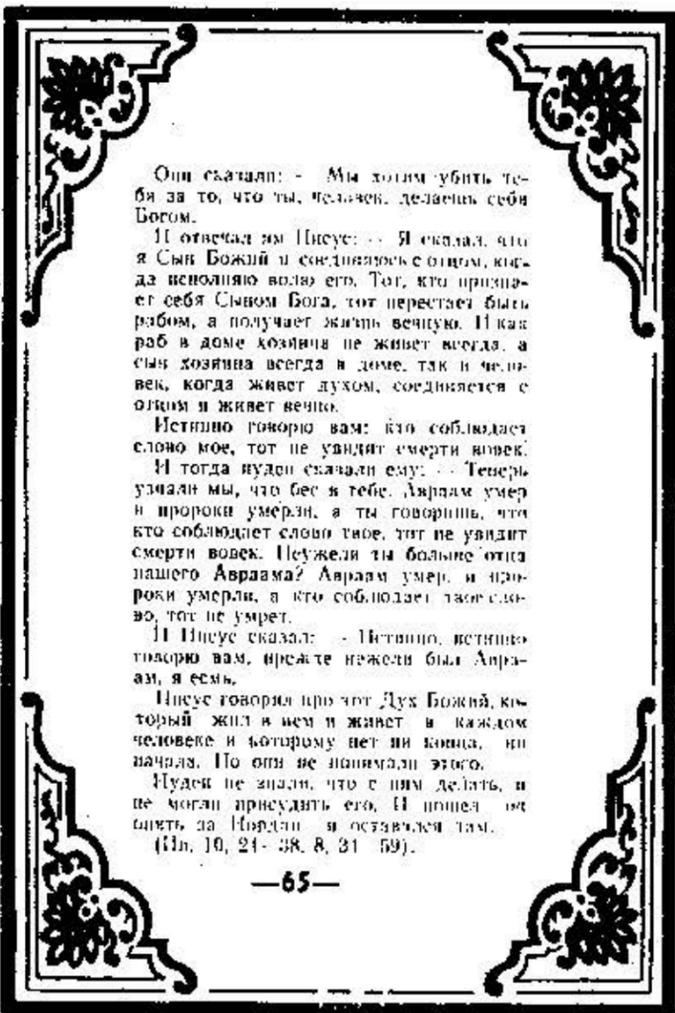 Они сказали: - Мы хотим убить те-
бя за то, что ты, человек, делаешь себя
Богом.
И отвечал им Иисус: -- Я сказал, что
я Сын Божий и соединяюсь с отцом, ког-
да исполняю волю его. Тот, кто призна-
ет себя Сыном Бога, тот перестает быть
рабом, а получает жизнь вечную. И как
раб в доме хозяина не живет всегда, а
сын хозяина всегда в доме, так и чело-
век, когда живет духом, соединяется с
отцом и живет вечно.
Истинно говорю вам: кто соблюдает
слово мое, тот не увидит смерти вовек.
И тогда иудеи сказали ему: -- Теперь
узнали мы, что бес в тебе. Авраам умер
и пророки умерли, а ты говоришь, что
кто соблюдает слово твое, тот не увидит
смерти вовек. Неужели ты больше отца
нашего Авраама? Авраам умер, и про-
роки умерли, а кто соблюдает твое сло-
во, тот не умрет.
И Иисус сказал: -- Истинно, истинно
говорю вам, прежде нежели был Авра-
ам, я есмь.
Иисус говорил про тот Дух Божий, ко-
торый жил в нем и живет в каждом
человеке и которому нет ни конца, ни
начала. Но они не понимали этого.
Иудеи не знали, что с ним делать, и
не могли присудить его. И пошел он
опять за Иордан и оставался там.
(Ин. 10, 24- 38, 8, 31 59).
—65—